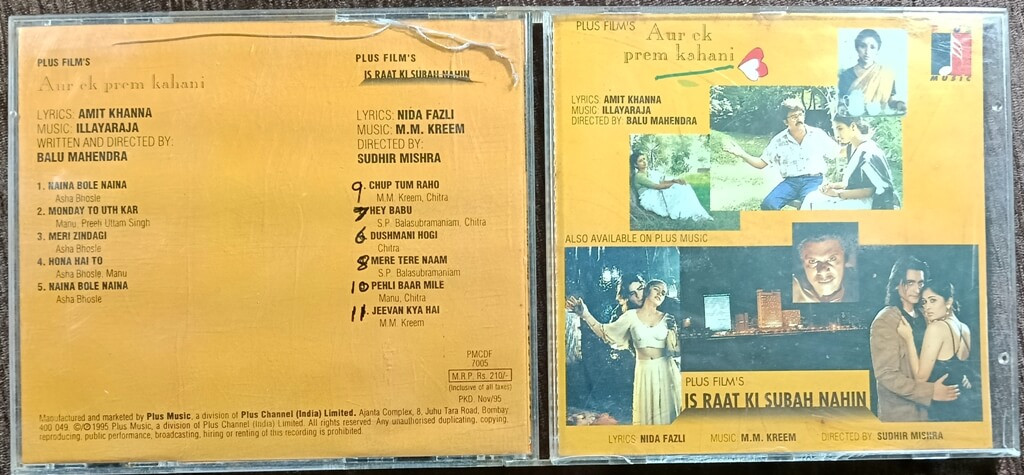 PLUS FILM'S
Aur ek prem kahani
LYRICS: AMIT KHANNA
MUSIC: ILLAYARAJA
WRITTEN AND DIRECTED BY:
BALU MAHENDRA
1. NAINA BOLE NAINA
Asha Bhosle
2. MONDAY TO UTH KAR
Manu, Preeti Uttam Singh
3. MERI ZINDAGI
Asha Bhosle
4. HONA HAI TO
Asha Bhosle, Manu
5. NAINA BOLE NAINA
Asha Bhosle
PLUS FILM'S
IS RAAT KI SUBAH NAHIN
LYRICS: NIDA FAZLI
MUSIC: M.M. KREEM
DIRECTED BY:
SUDHIR MISHRA
9. CHUP TUM RAHO
M.M. Kreem, Chitra
7 HEY BABU
S.P. Balasubramaniam, Chitra
6 DUSHMANI HOGI
Chitra
8 MERE TERE NAAM
S.P. Balasubramaniam
10 PEHLI BAAR MILE
Manu, Chitra
11. JEEVAN KYA HAI
M.M. Kreem
PMCDF
7005
M.R.P. Rs. 210/-
(Inclusive of all taxes)
PKD. Nov/95
Manufactured and marketed by Plus Music, a division of Plus Channel (India) Limited. Ajanta Complex, 8, Juhu Tara Road, Bombay
400 049. ©/℗1995 Plus Music, a division of Plus Channel (India) Limited. All rights reserved. Any unauthorised duplicating, copying,
reproducing, public performance, broadcasting, hiring or renting of this recording is prohibited.
PLUS FILM'S
Aur ek
prem kahani
MUSIC
LYRICS: AMIT KHANNA
MUSIC: ILLAYARAJA
DIRECTED BY: BALU MAHENDRA
ALSO AVAILABLE ON PLUS MUSIC
PLUS FILM'S
IS RAAT KI SUBAH NAHIN
LYRICS: NIDA FAZLI MUSIC: M.M. KREEM DIRECTED BY: SUDHIR MISHRA